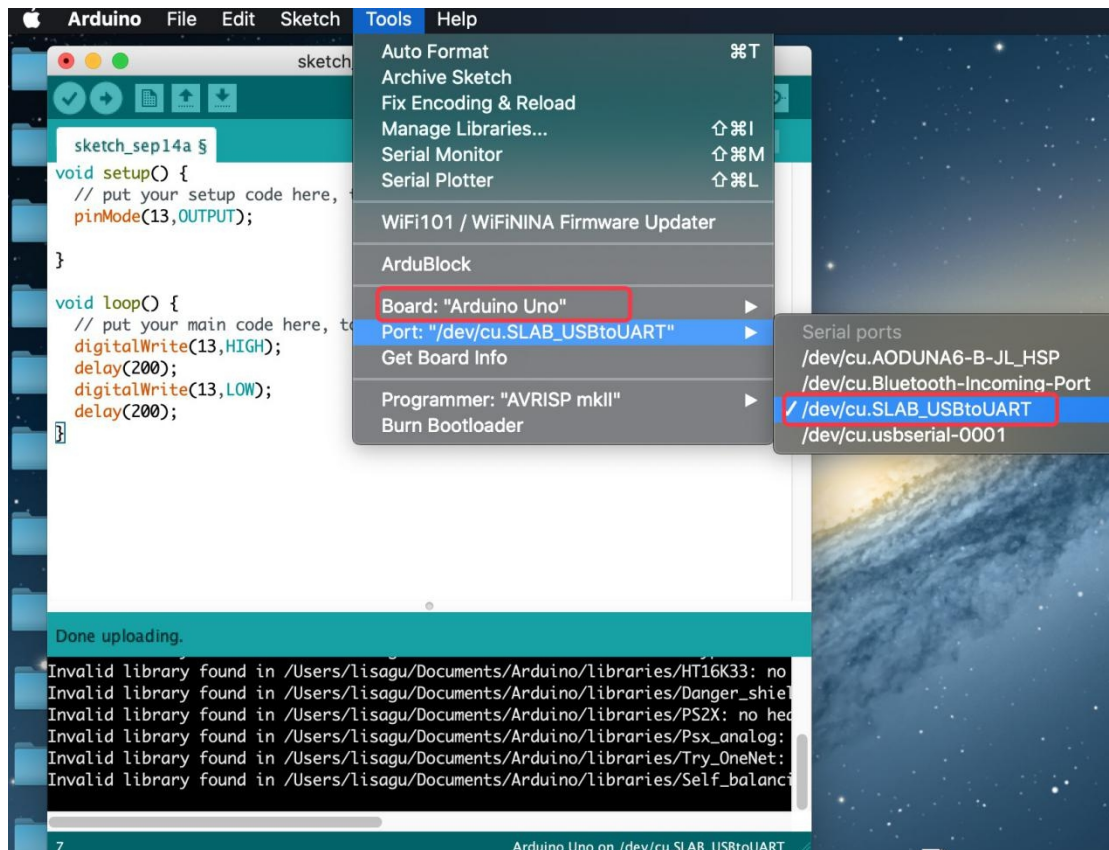 Arduino File Edit Sketch Tools Help
sketch_
sketch_sep14a §
void setup() {
// put your setup code here,
pinMode(13,OUTPUT);
}
void loop() {
// put your main code here, to
digitalWrite(13,HIGH);
delay(200);
digitalWrite(13,LOW);
delay(200);
}
Auto Format ⌘T
Archive Sketch
Fix Encoding & Reload
Manage Libraries... ⇧⌘I
Serial Monitor ⇧⌘M
Serial Plotter ⇧⌘L
WiFi101 / WiFiNINA Firmware Updater
ArduBlock
Board: "Arduino Uno" ▶
Port: "/dev/cu.SLAB_USBtoUART" ▶
Get Board Info
Programmer: "AVRISP mkII" ▶
Burn Bootloader
Serial ports
/dev/cu.AODUNA6-B-JL_HSP
/dev/cu.Bluetooth-Incoming-Port
✓ /dev/cu.SLAB_USBtoUART
/dev/cu.usbserial-0001
Done uploading.
Invalid library found in /Users/lisagu/Documents/Arduino/libraries/HT16K33: no
Invalid library found in /Users/lisagu/Documents/Arduino/libraries/Danger_shiel
Invalid library found in /Users/lisagu/Documents/Arduino/libraries/PS2X: no hea
Invalid library found in /Users/lisagu/Documents/Arduino/libraries/Psx_analog:
Invalid library found in /Users/lisagu/Documents/Arduino/libraries/Try_OneNet:
Invalid library found in /Users/lisagu/Documents/Arduino/libraries/Self_balanci
7 Arduino Uno on /dev/cu.SLAB_USBtoUART